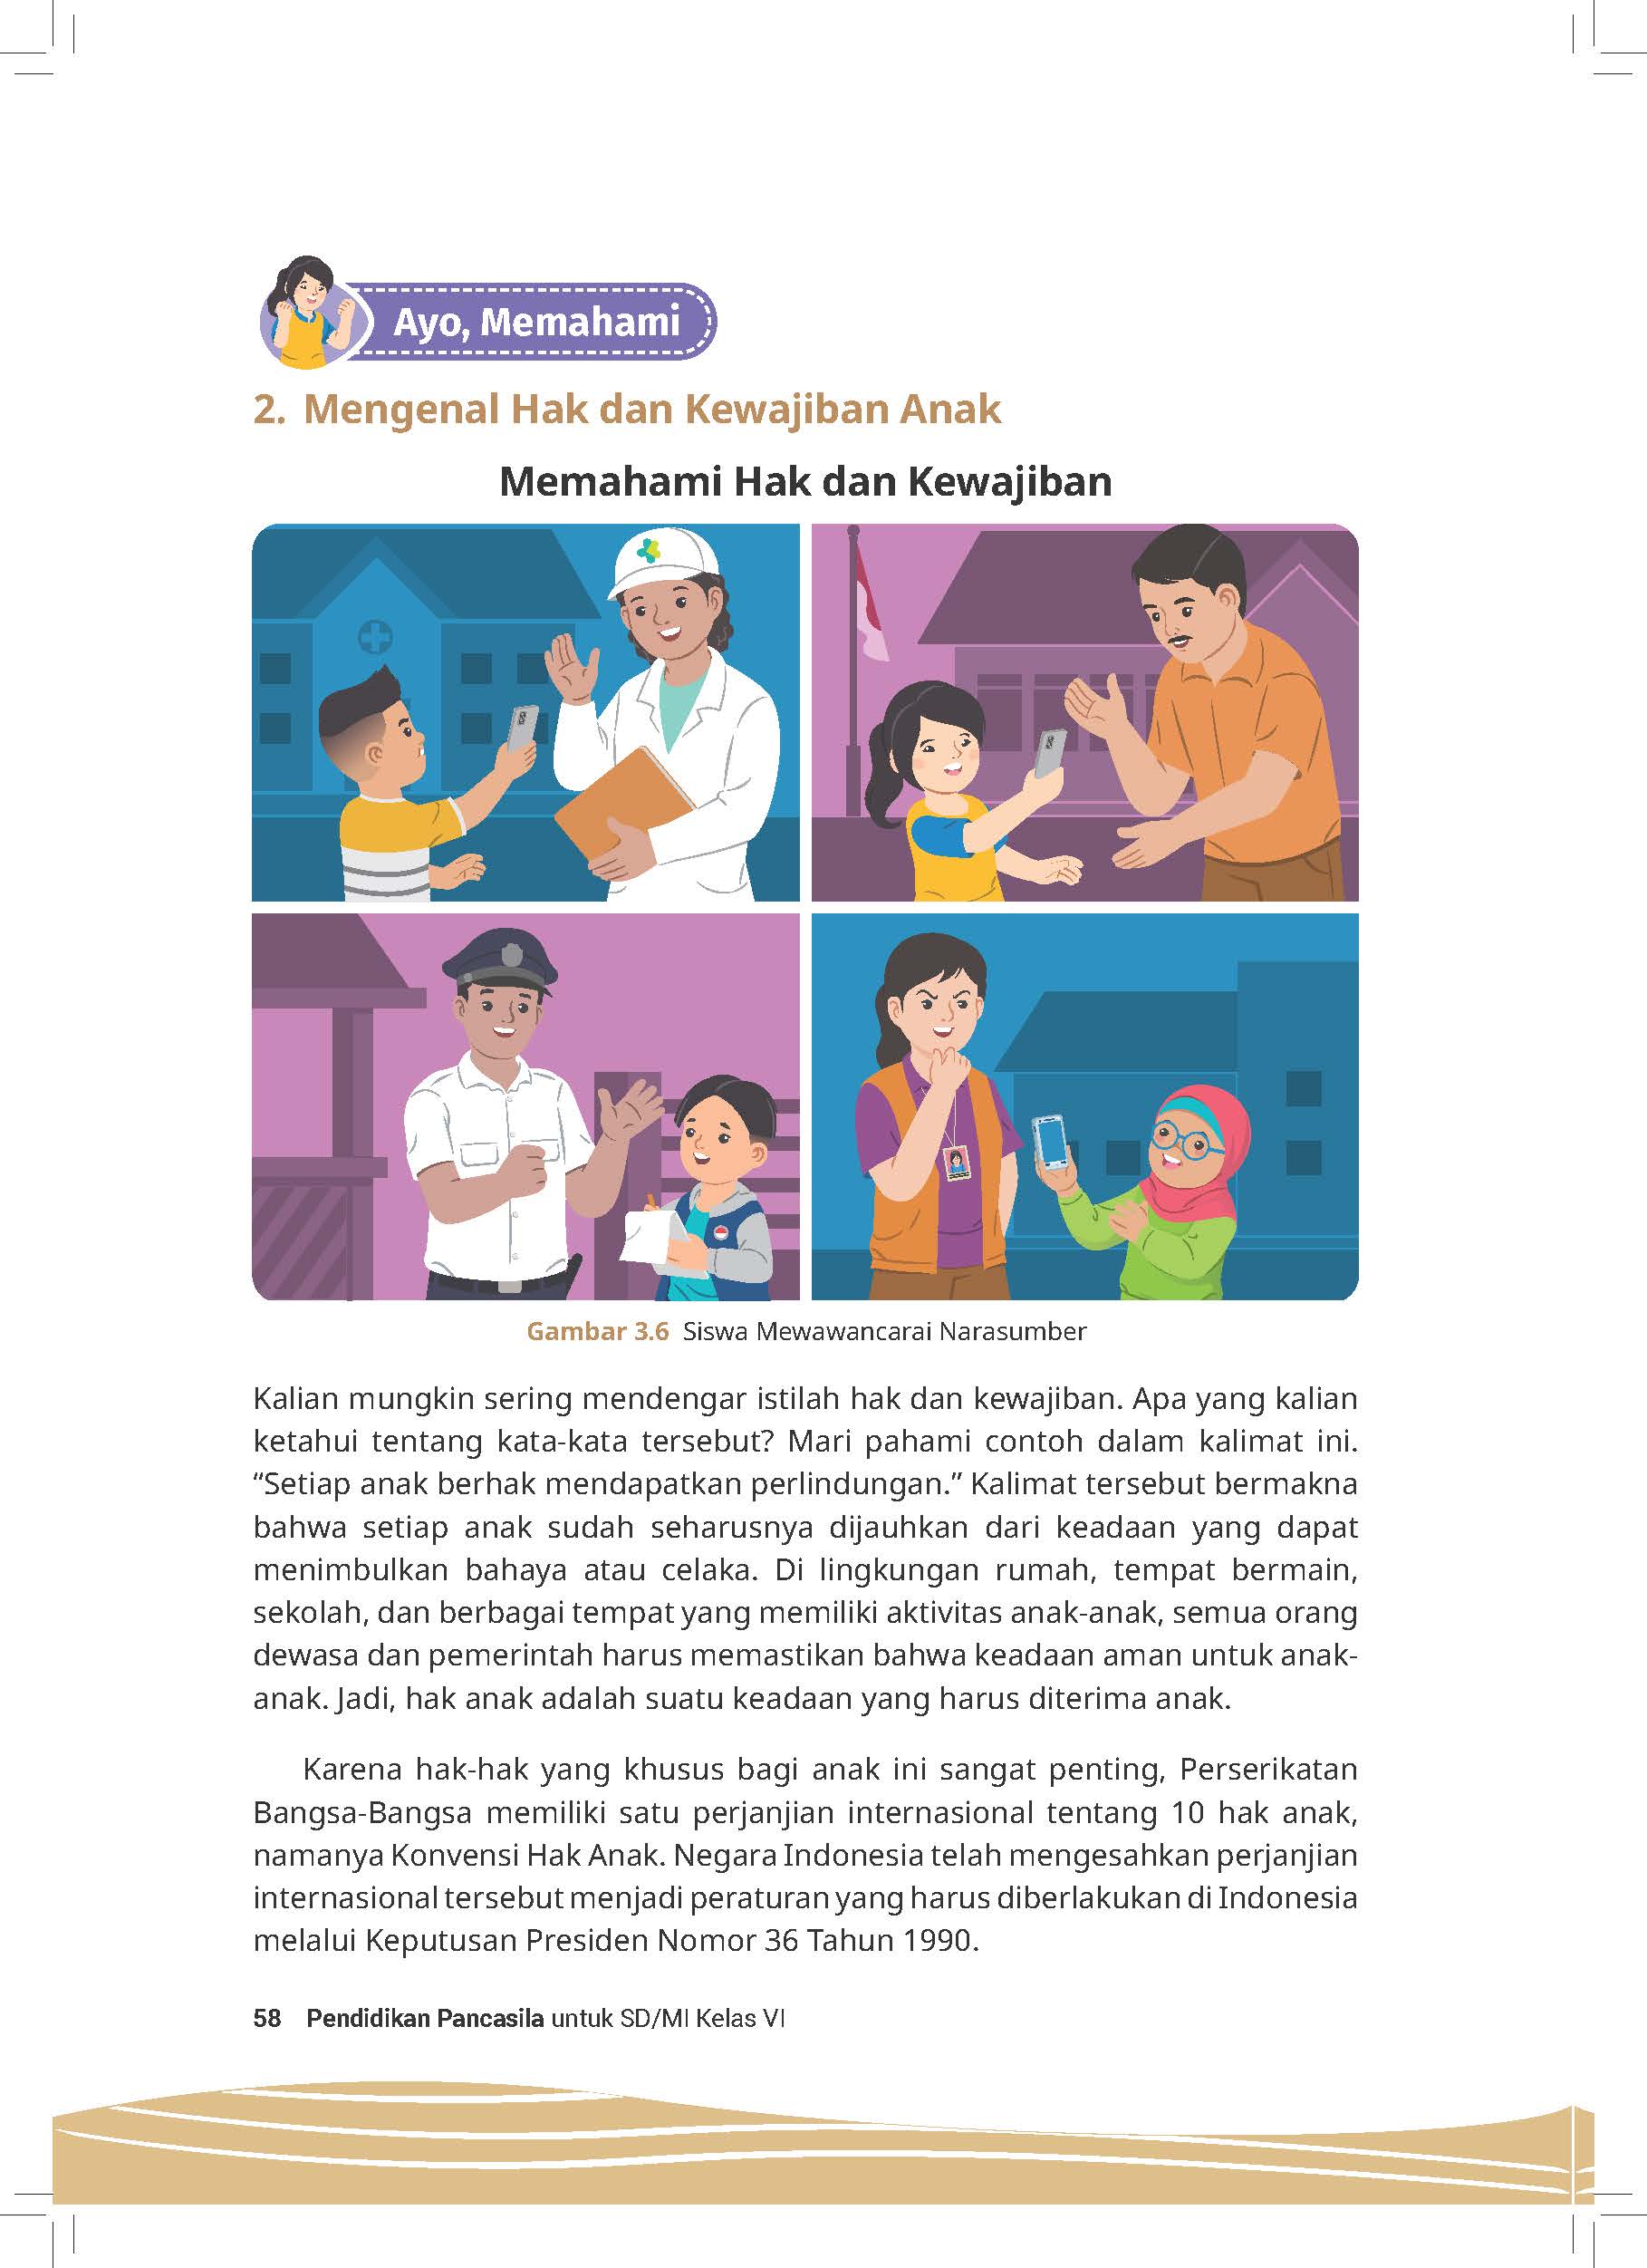 Ayo, Memahami
2. Mengenal Hak dan Kewajiban Anak
Memahami Hak dan Kewajiban
Gambar 3.6 Siswa Mewawancarai Narasumber
Kalian mungkin sering mendengar istilah hak dan kewajiban. Apa yang kalian
ketahui tentang kata-kata tersebut? Mari pahami contoh dalam kalimat ini.
“Setiap anak berhak mendapatkan perlindungan.” Kalimat tersebut bermakna
bahwa setiap anak sudah seharusnya dijauhkan dari keadaan yang dapat
menimbulkan bahaya atau celaka. Di lingkungan rumah, tempat bermain,
sekolah, dan berbagai tempat yang memiliki aktivitas anak-anak, semua orang
dewasa dan pemerintah harus memastikan bahwa keadaan aman untuk anak-
anak. Jadi, hak anak adalah suatu keadaan yang harus diterima anak.
Karena hak-hak yang khusus bagi anak ini sangat penting, Perserikatan
Bangsa-Bangsa memiliki satu perjanjian internasional tentang 10 hak anak,
namanya Konvensi Hak Anak. Negara Indonesia telah mengesahkan perjanjian
internasional tersebut menjadi peraturan yang harus diberlakukan di Indonesia
melalui Keputusan Presiden Nomor 36 Tahun 1990.
58 Pendidikan Pancasila untuk SD/MI Kelas VI